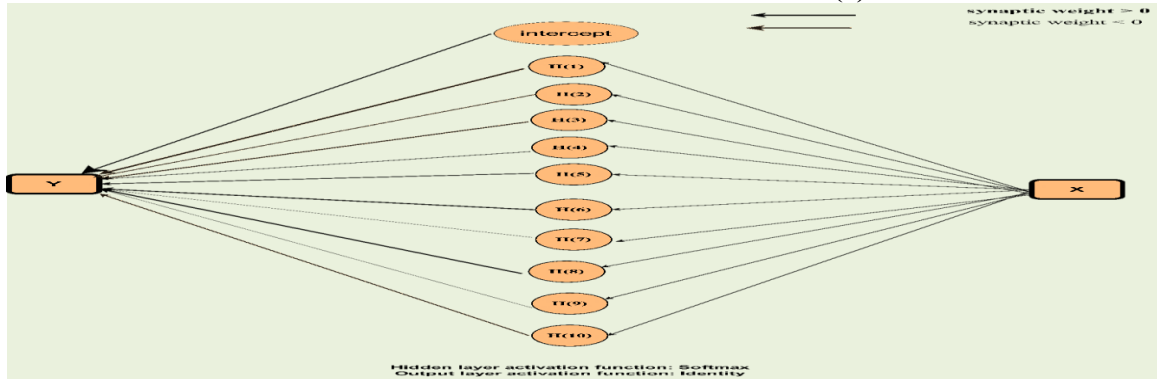 synaptic weight > 0
synaptic weight < 0
intercept
H(1)
H(2)
H(3)
H(4)
H(5)
H(6)
H(7)
H(8)
H(9)
H(10)
Y
X
Hidden layer activation function: Softmax
Output layer activation function: Identity